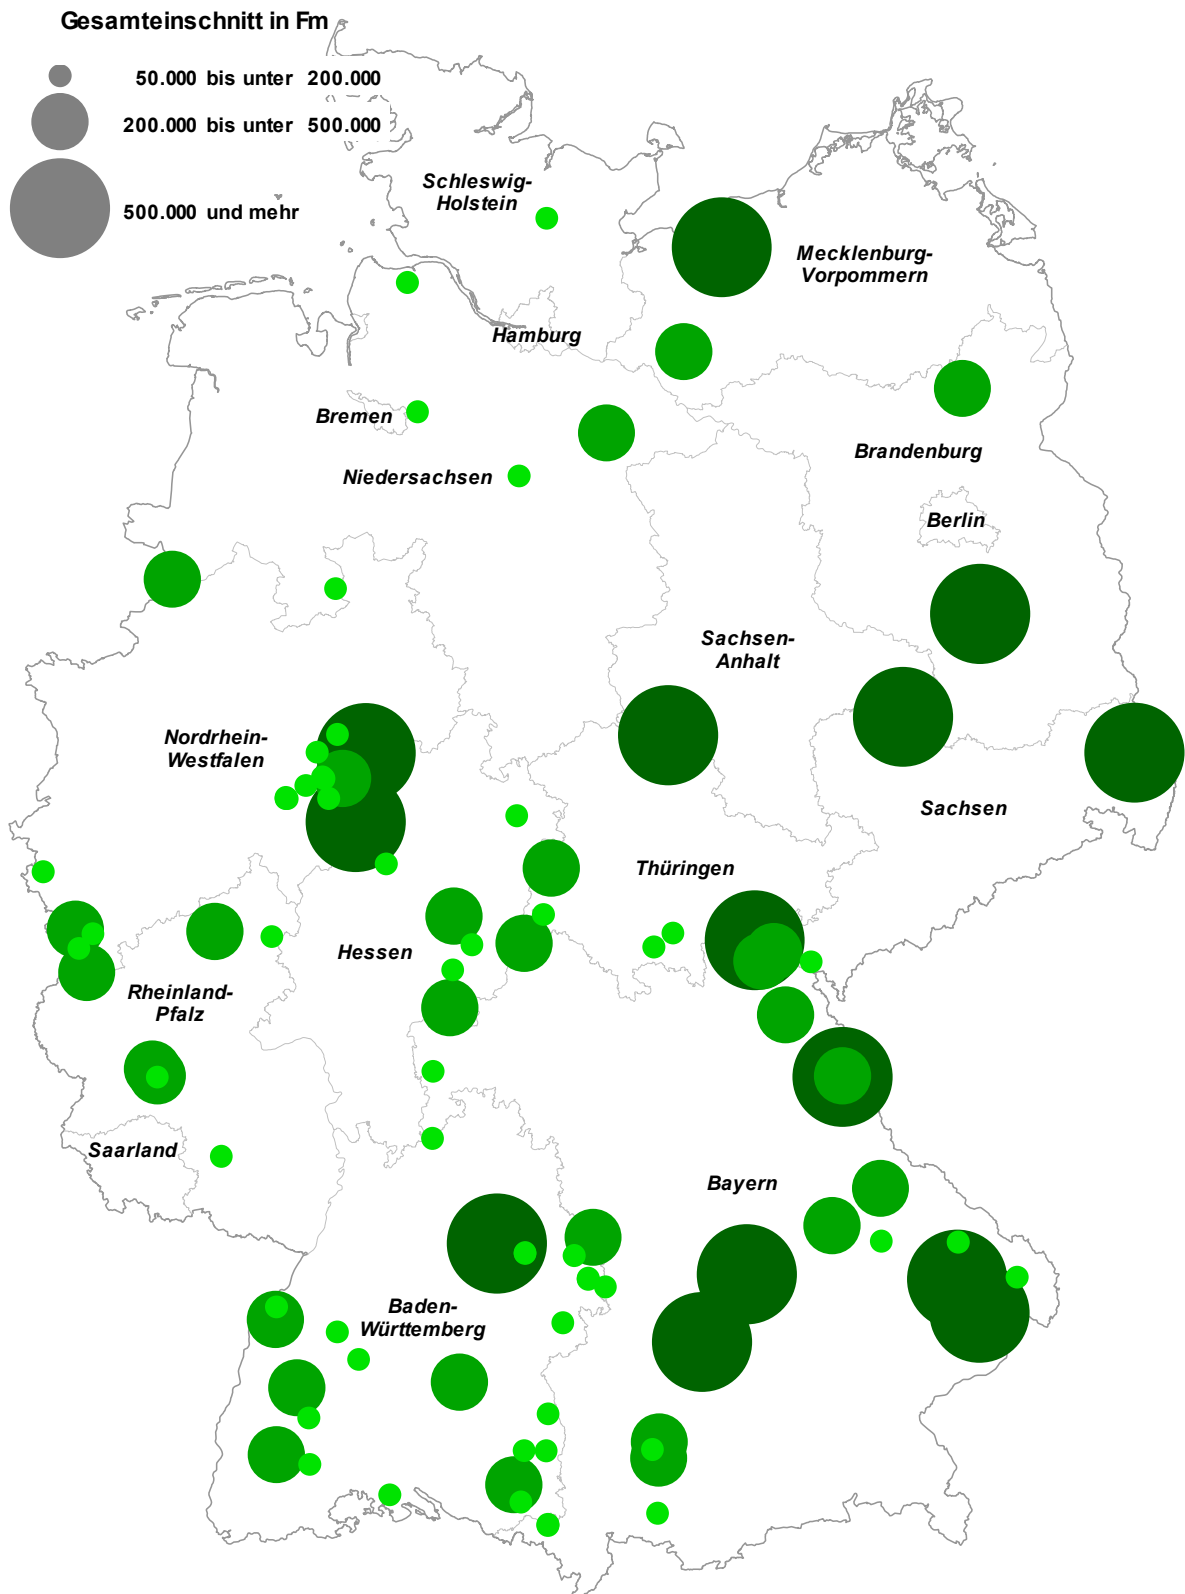 Gesamteinschnitt in Fm
50.000 bis unter 200.000
200.000 bis unter 500.000
500.000 und mehr
Schleswig-
Holstein
Mecklenburg-
Vorpommern
Hamburg
Bremen
Brandenburg
Niedersachsen
Berlin
Sachsen-
Anhalt
Nordrhein-
Westfalen
Sachsen
Thüringen
Hessen
Rheinland-
Pfalz
Saarland
Bayern
Baden-
Württemberg